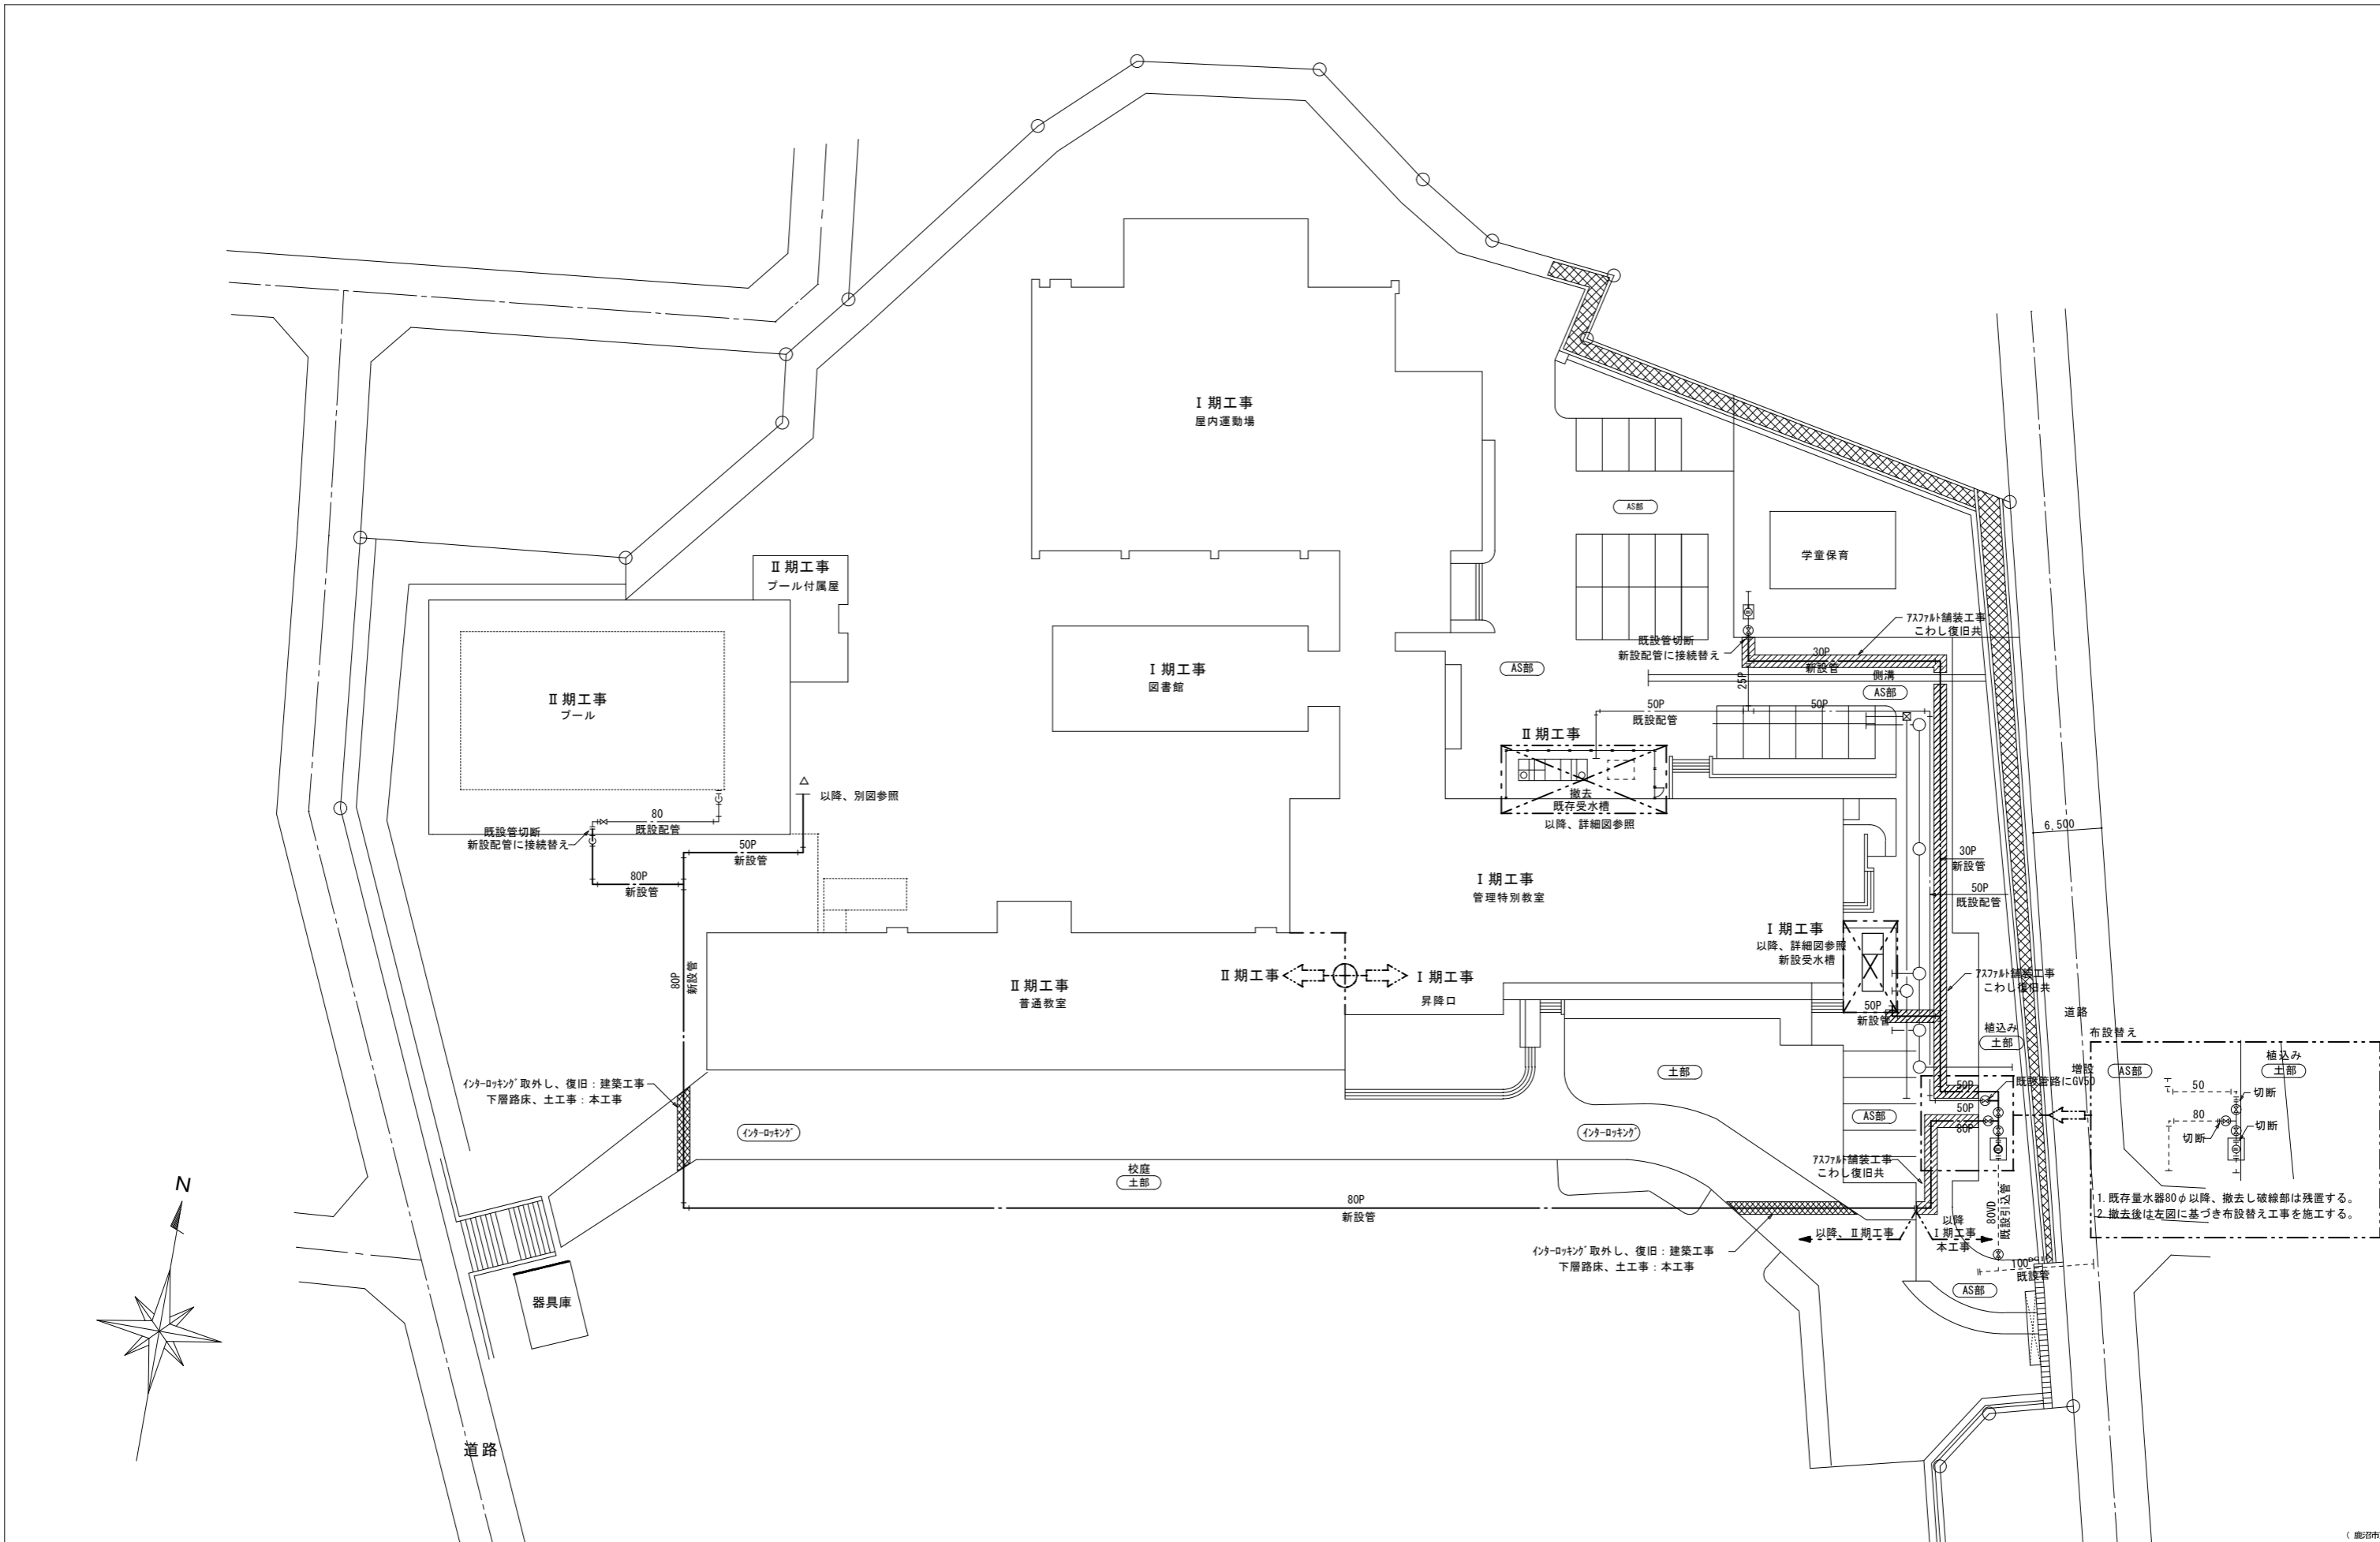 Ⅰ期工事
屋内運動場
AS部
学童保育
Ⅱ期工事
プール付属屋
アスファルト舗装工事
こわし復旧共
既設管切断
新設配管に接続替え
30P
新設管
25P
側溝
AS部
AS部
Ⅰ期工事
図書館
Ⅱ期工事
プール
50P
既設配管
50P
Ⅱ期工事
撤去
既存受水槽
以降、詳細図参照
以降、別図参照
80
既設配管
既設管切断
新設配管に接続替え
50P
新設管
80P
新設管
6,500
30P
新設管
50P
既設配管
Ⅰ期工事
管理特別教室
Ⅰ期工事
以降、詳細図参照
新設受水槽
80P
新設管
Ⅱ期工事
普通教室
Ⅱ期工事
Ⅰ期工事
昇降口
アスファルト舗装工事
こわし復旧共
50P
新設管
道路
植込み
土部
布設替え
AS部
植込み
土部
増設
既設管路にGV50
50
切断
80
切断
切断
インターロッキング取外し、復旧：建築工事
下層路床、土工事：本工事
土部
50P
50P
80P
AS部
インターロッキング
インターロッキング
アスファルト舗装工事
こわし復旧共
校庭
土部
80P
新設管
N
80VD
既設引込管
1.既存量水器80φ以降、撤去し破線部は残置する。
2.撤去後は左図に基づき布設替え工事を施工する。
以降、Ⅱ期工事
以降
Ⅰ期工事
本工事
インターロッキング取外し、復旧：建築工事
下層路床、土工事：本工事
100
既設管
AS部
器具庫
道路
（ 鹿沼市